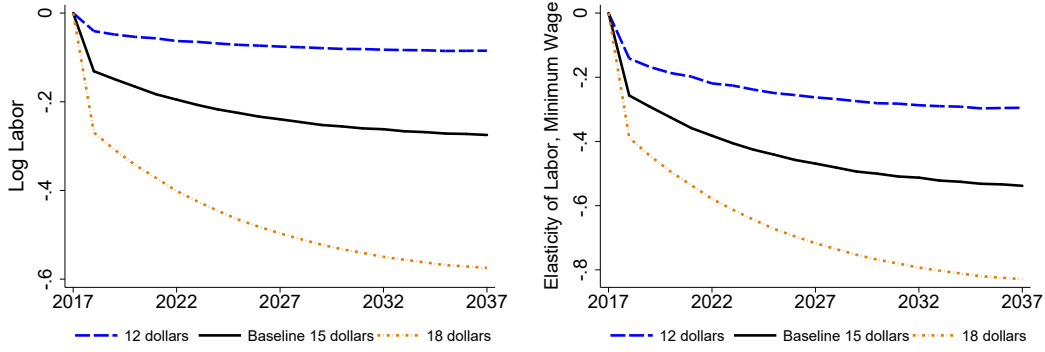 Log Labor
0
-.2
-.4
-.6
2017 2022 2027 2032 2037
12 dollars Baseline 15 dollars 18 dollars
Elasticity of Labor, Minimum Wage
0
-.2
-.4
-.6
-.8
2017 2022 2027 2032 2037
12 dollars Baseline 15 dollars 18 dollars